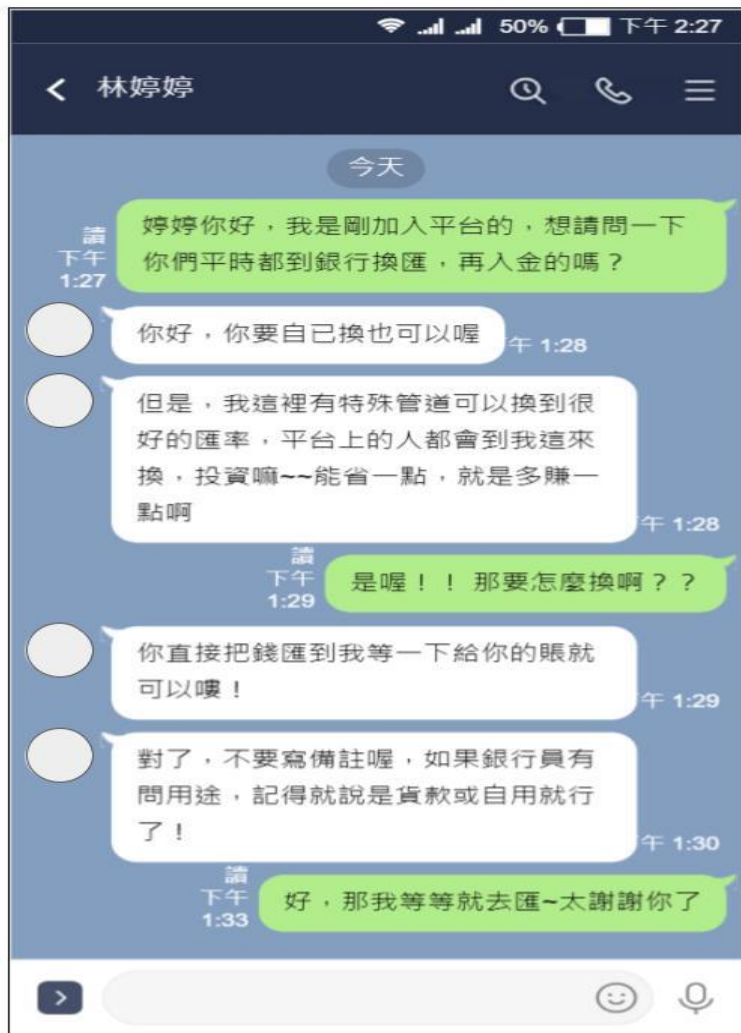 50% 下午 2:27
林婷婷
今天
婷婷你好，我是剛加入平台的，想請問一下
你們平時都到銀行換匯，再入金的嗎？
讀
下午
1:27
你好，你要自已換也可以喔
午 1:28
但是，我這裡有特殊管道可以換到很
好的匯率，平台上的人都會到我這來
換，投資嘛~~能省一點，就是多賺一
點啊
午 1:28
讀
下午
1:29
是喔！！那要怎麼換啊？？
你直接把錢匯到我等一下給你的賬就
可以嘍！
午 1:29
對了，不要寫備註喔，如果銀行員有
問用途，記得就說是貨款或自用就行
了！
午 1:30
讀
下午
1:33
好，那我等等就去匯~太謝謝你了